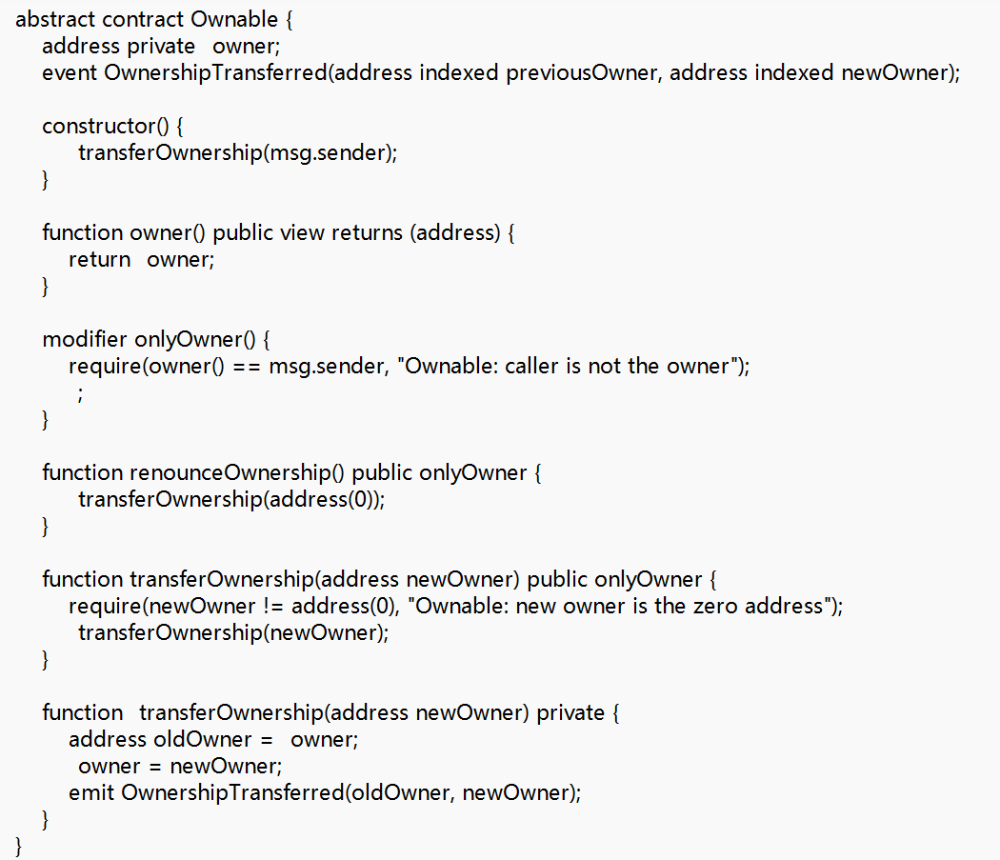 abstract contract Ownable {
address private owner;
event OwnershipTransferred(address indexed previousOwner, address indexed newOwner);
constructor() {
transferOwnership(msg.sender);
}
function owner() public view returns (address) {
return owner;
}
modifier onlyOwner() {
require(owner() == msg.sender, "Ownable: caller is not the owner");
;
}
function renounceOwnership() public onlyOwner {
transferOwnership(address(0));
}
function transferOwnership(address newOwner) public onlyOwner {
require(newOwner != address(0), "Ownable: new owner is the zero address");
transferOwnership(newOwner);
}
function transferOwnership(address newOwner) private {
address oldOwner = owner;
owner = newOwner;
emit OwnershipTransferred(oldOwner, newOwner);
}
}